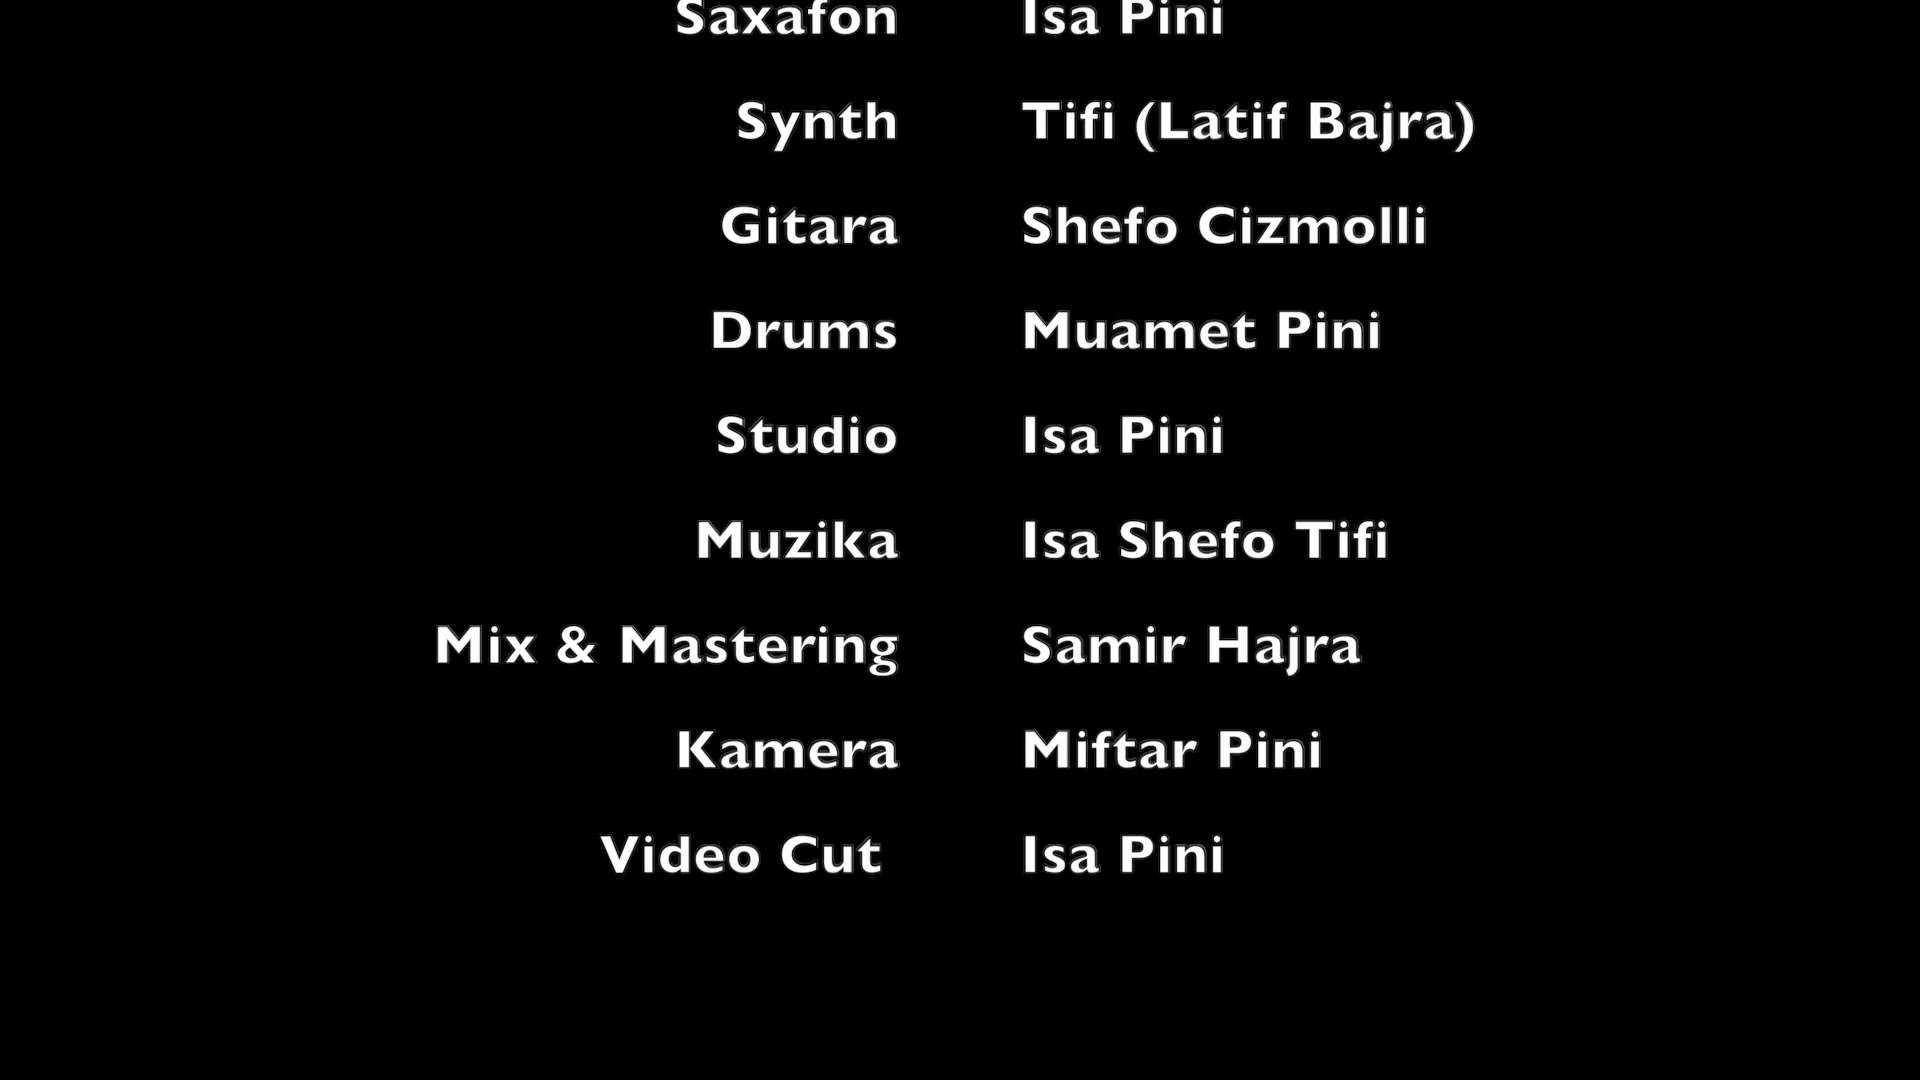 Saxafon Isa Pini
Synth Tifi (Latif Bajra)
Gitara Shefo Cizmolli
Drums Muamet Pini
Studio Isa Pini
Muzika Isa Shefo Tifi
Mix & Mastering Samir Hajra
Kamera Miftar Pini
Video Cut Isa Pini